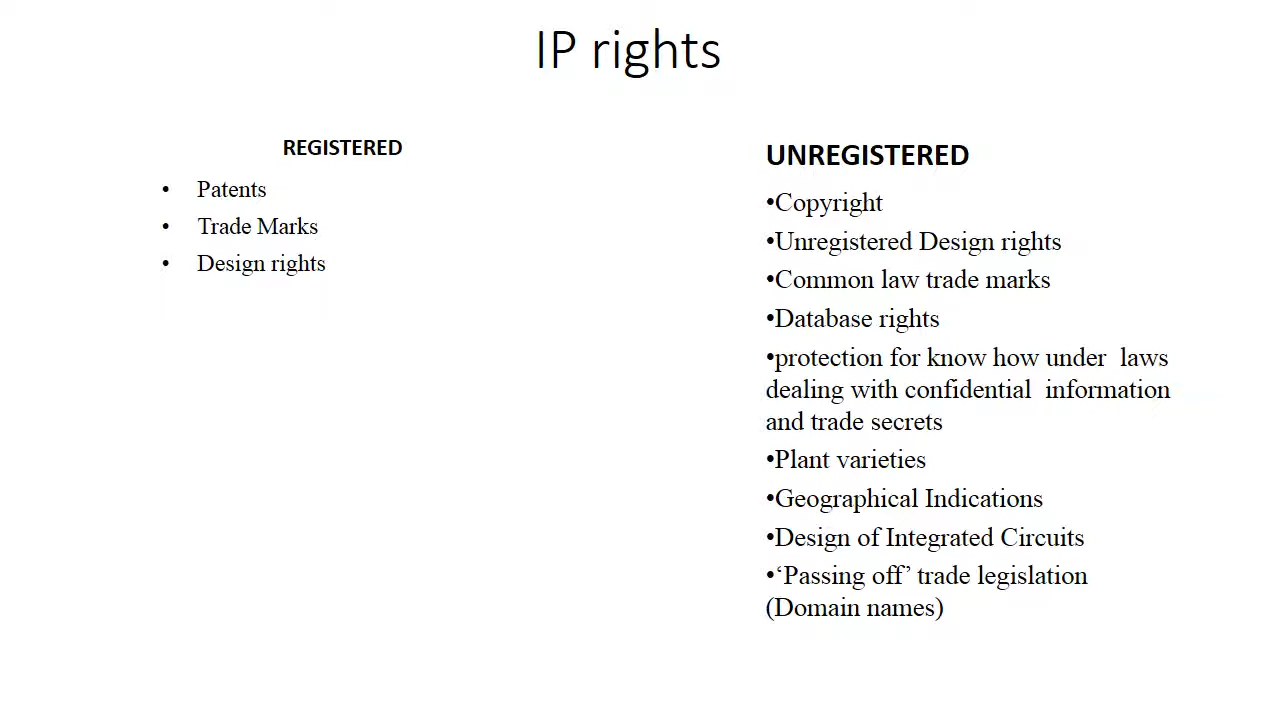 IP rights
REGISTERED
• Patents
• Trade Marks
• Design rights
UNREGISTERED
•Copyright
•Unregistered Design rights
•Common law trade marks
•Database rights
•protection for know how under laws
dealing with confidential information
and trade secrets
•Plant varieties
•Geographical Indications
•Design of Integrated Circuits
•‘Passing off’ trade legislation
(Domain names)